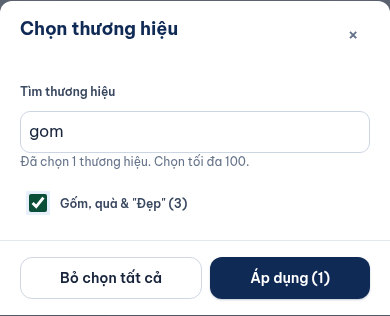 Chọn thương hiệu
×
Tìm thương hiệu
gom
Đã chọn 1 thương hiệu. Chọn tối đa 100.
Gốm, quà & "Đẹp" (3)
Bỏ chọn tất cả
Áp dụng (1)